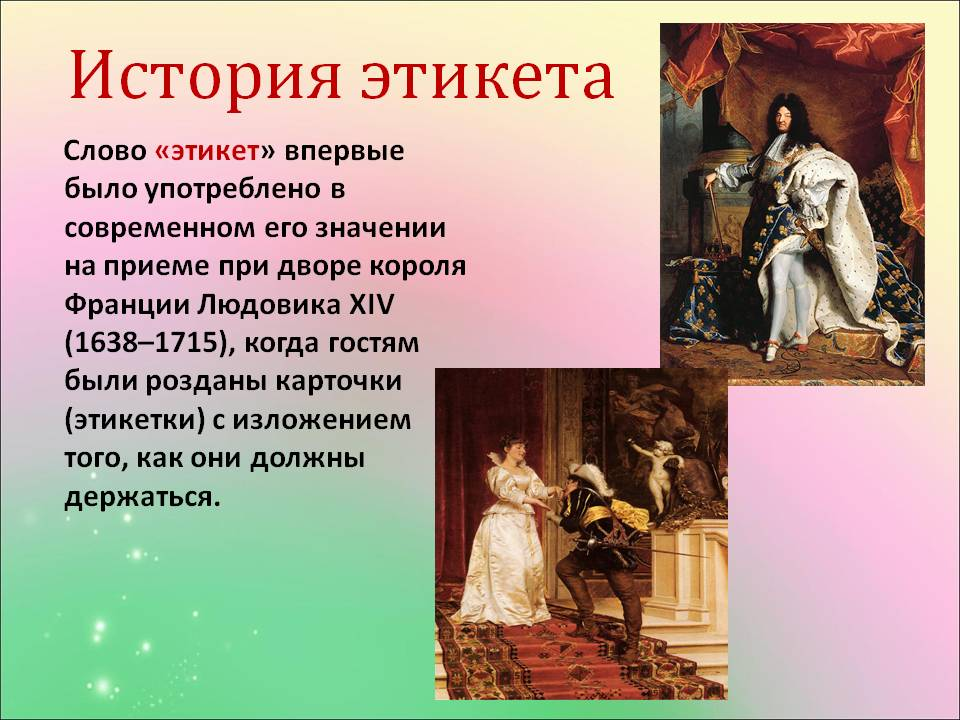 История этикета
Слово «этикет» впервые
было употреблено в
современном его значении
на приеме при дворе короля
Франции Людовика XIV
(1638–1715), когда гостям
были розданы карточки
(этикетки) с изложением
того, как они должны
держаться.